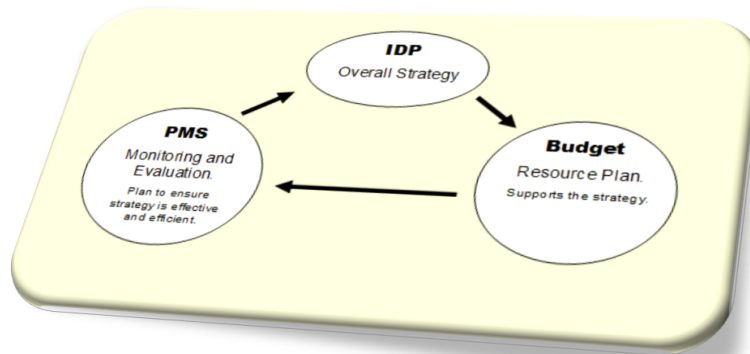 IDP
Overall Strategy
PMS
Monitoring and
Evaluation.
Plan to ensure
strategy is effective
and efficient.
Budget
Resource Plan.
Supports the strategy.